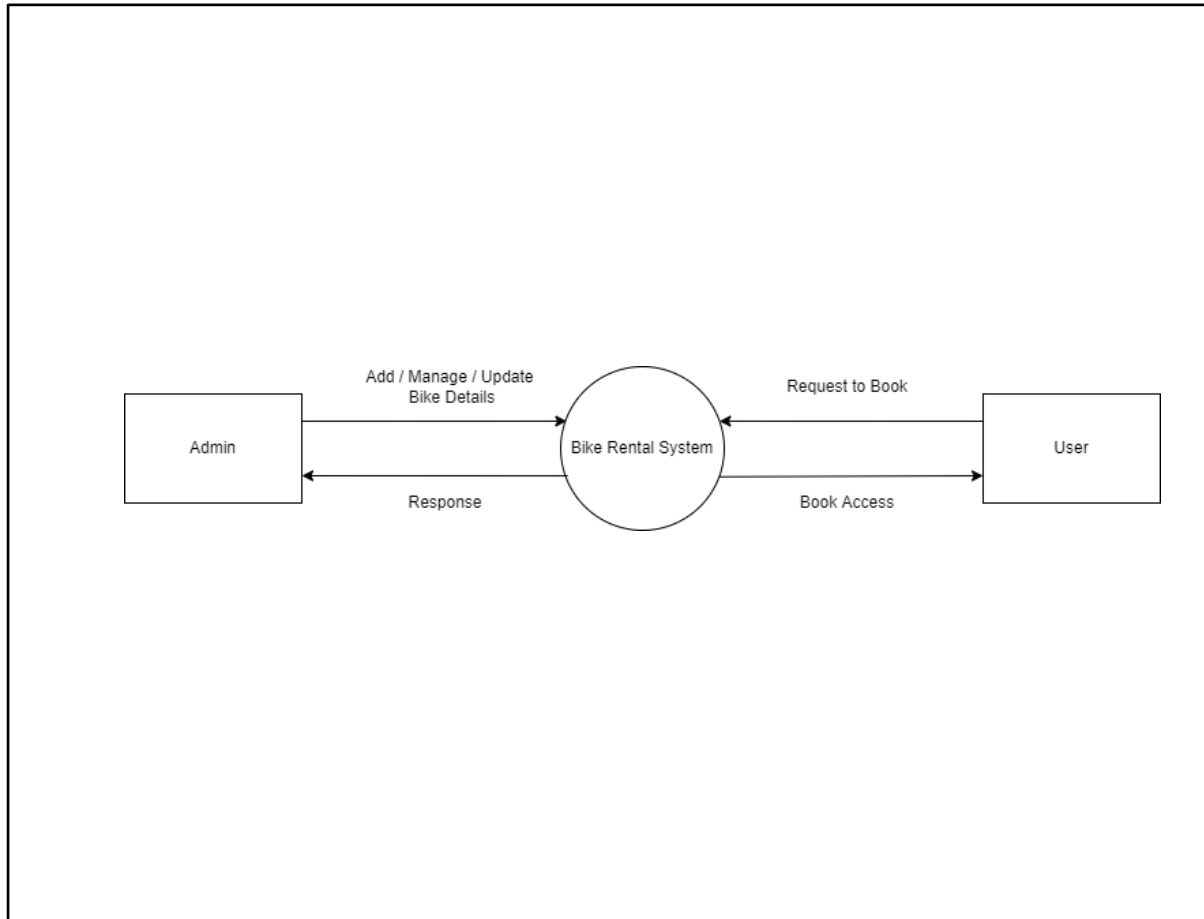 Add / Manage / Update
Bike Details
Request to Book
Admin
Bike Rental System
User
Response
Book Access